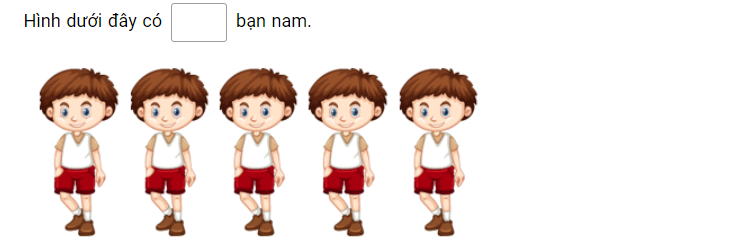 Hình dưới đây có bạn nam.